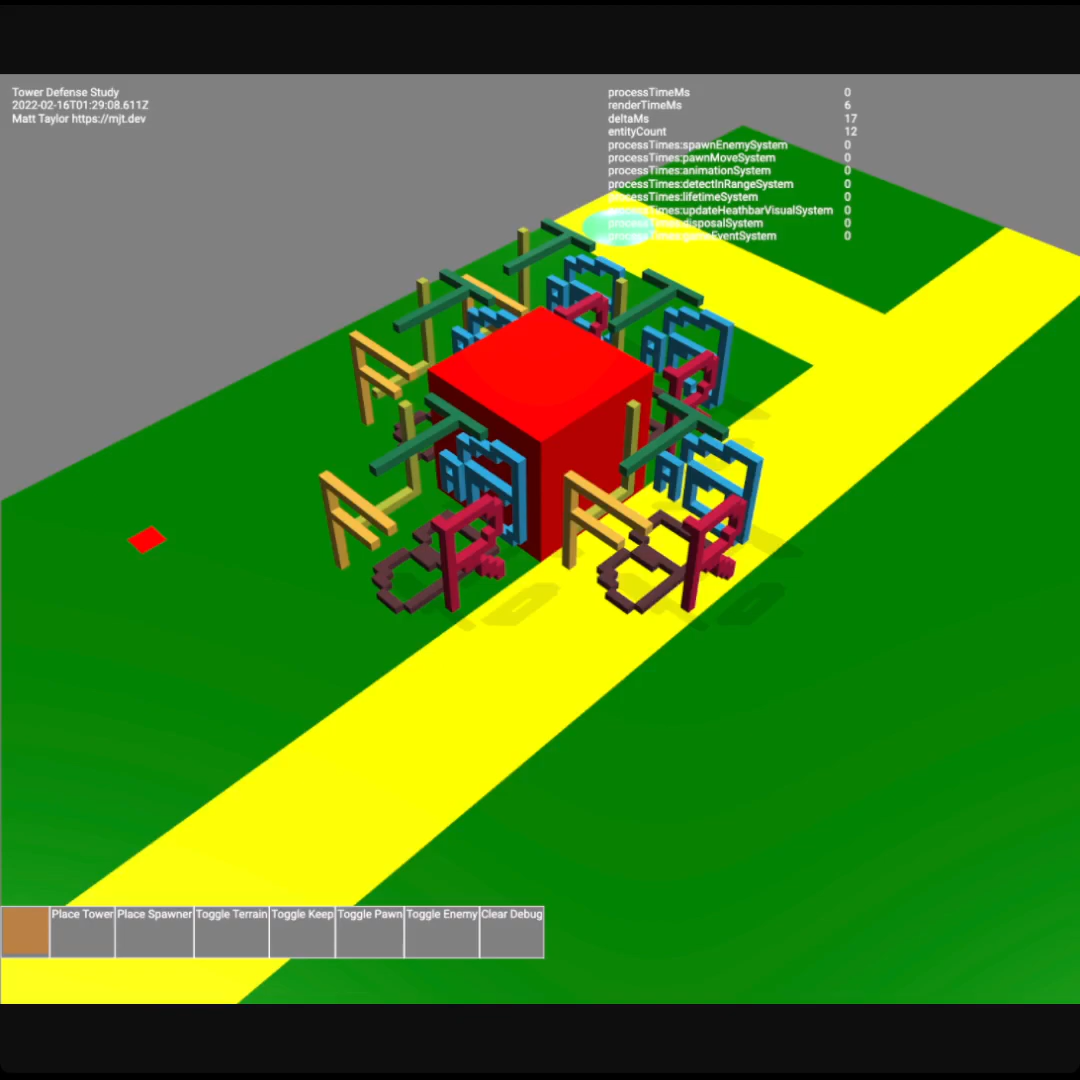 Tower Defense Study
2022-02-16T01:29:08.611Z
Matt Taylor https://mjt.dev
processTimeMs 0
renderTimeMs 6
deltaMs 17
entityCount 12
processTimes:spawnEnemySystem 0
processTimes:pawnMoveSystem 0
processTimes:animationSystem 0
processTimes:detectInRangeSystem 0
processTimes:lifetimeSystem 0
processTimes:updateHeathbarVisualSystem 0
processTimes:disposalSystem 0
processTimes:gameEventSystem 0
Place Tower Place Spawner Toggle Terrain Toggle Keep Toggle Pawn Toggle Enemy Clear Debug